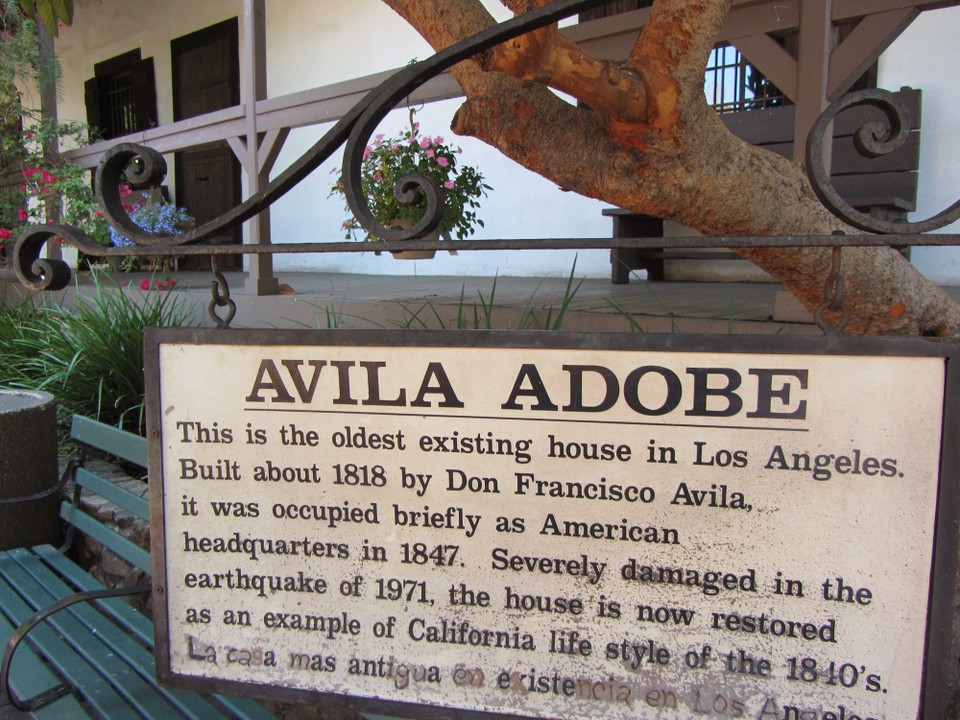 AVILA ADOBE
This is the oldest existing house in Los Angeles.
Built about 1818 by Don Francisco Avila,
it was occupied briefly as American
headquarters in 1847. Severely damaged in the
earthquake of 1971, the house is now restored
as an example of California life style of the 1840's.
La casa mas antigua en existencia en Los Angeles